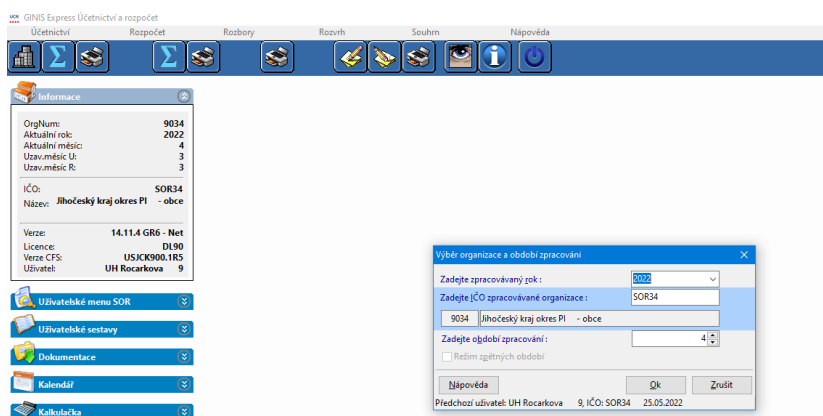 UCR GINIS Express Účetnictví a rozpočet
Účetnictví Rozpočet Rozbory Rozvrh Souhrn Nápověda
Informace
OrgNum: 9034
Aktuální rok: 2022
Aktuální měsíc: 4
Uzav.měsíc U: 3
Uzav.měsíc R: 3
IČO: SOR34
Název: Jihočeský kraj okres PI - obce
Verze: 14.11.4 GR6 - Net
Licence: DL90
Verze CFS: USJCK900.1R5
Uživatel: UH Rocarkova 9
Uživatelské menu SOR
Uživatelské sestavy
Dokumentace
Kalendář
Kalkulačka
Výběr organizace a období zpracování
Zadejte zpracovávaný rok : 2022
Zadejte IČO zpracovávané organizace : SOR34
9034 Jihočeský kraj okres PI - obce
Zadejte období zpracování : 4
Režim zpětných období
Nápověda Ok Zrušit
Předchozí uživatel: UH Rocarkova 9, IČO: SOR34 25.05.2022